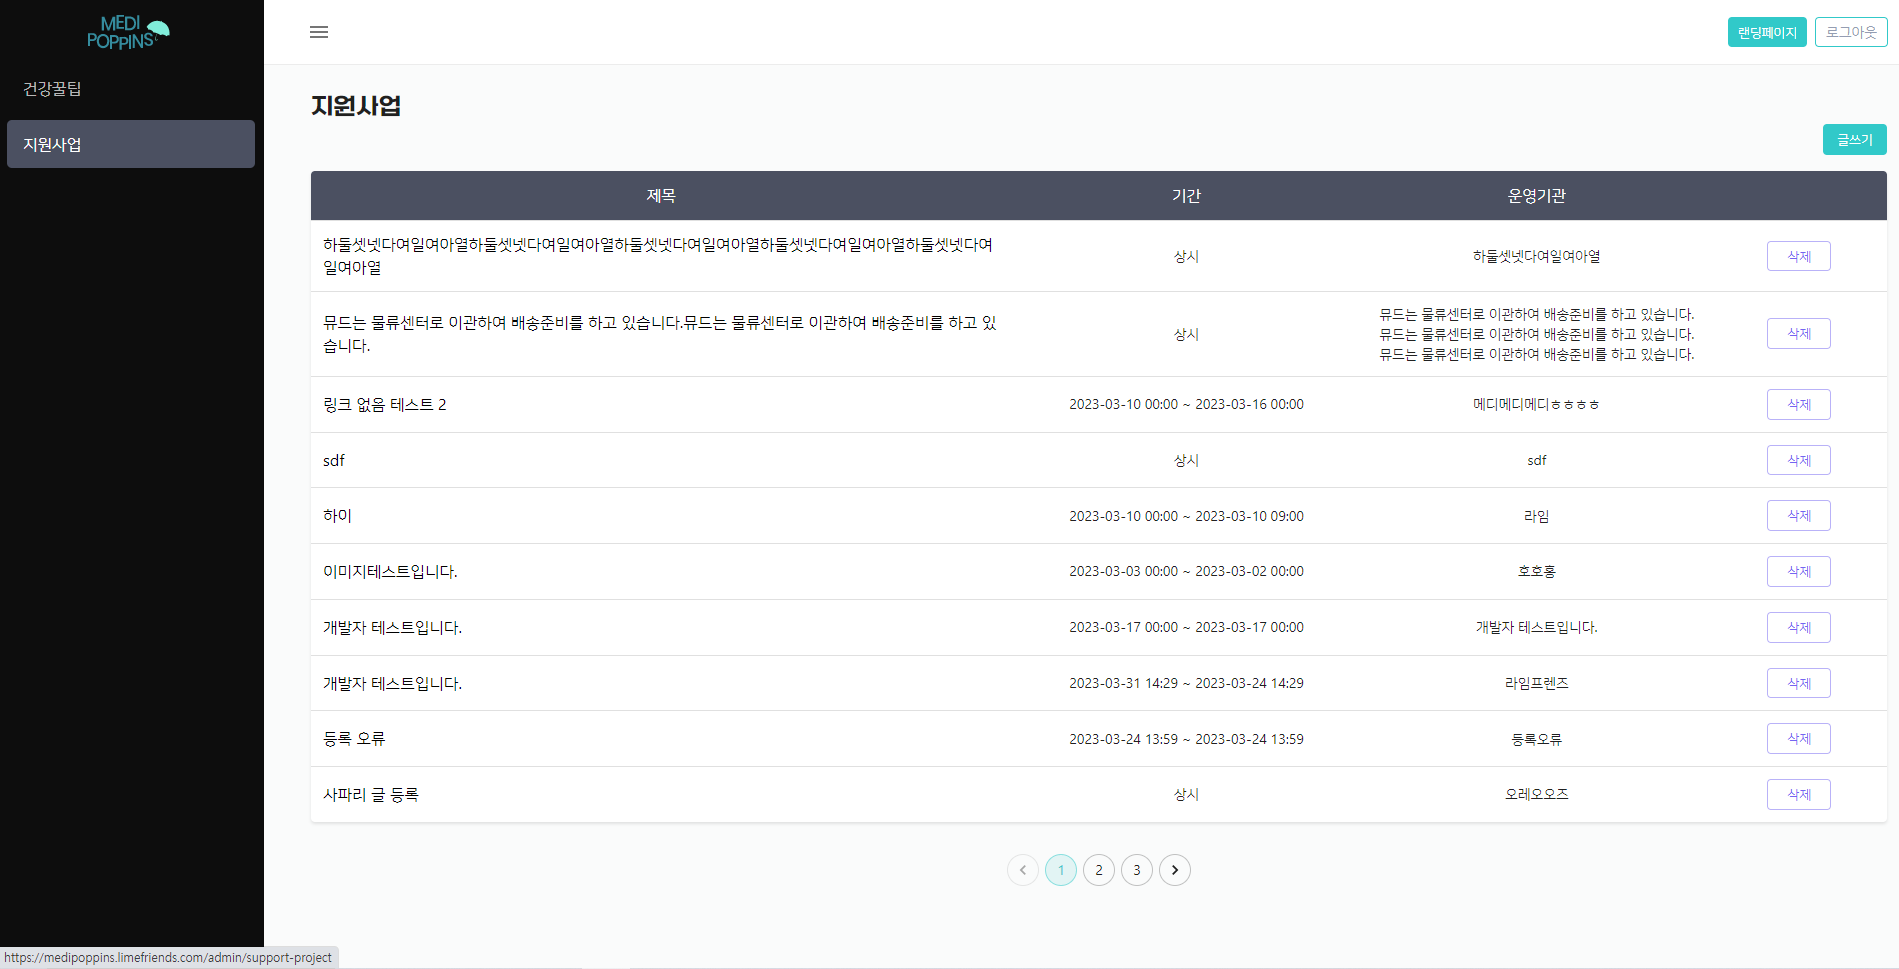 MEDI
POPPINS
랜딩페이지
로그아웃
건강꿀팁
지원사업
지원사업
글쓰기
제목
기간
운영기관
하둘셋넷다여일여아열하둘셋넷다여일여아열하둘셋넷다여일여아열하둘셋넷다여일여아열하둘셋넷다여
일여아열
상시
하둘셋넷다여일여아열
삭제
뮤드는 물류센터로 이관하여 배송준비를 하고 있습니다.뮤드는 물류센터로 이관하여 배송준비를 하고 있
습니다.
상시
뮤드는 물류센터로 이관하여 배송준비를 하고 있습니다.
뮤드는 물류센터로 이관하여 배송준비를 하고 있습니다.
뮤드는 물류센터로 이관하여 배송준비를 하고 있습니다.
삭제
링크 없음 테스트 2
2023-03-10 00:00 ~ 2023-03-16 00:00
메디메디메디ㅎㅎㅎㅎ
삭제
sdf
상시
sdf
삭제
하이
2023-03-10 00:00 ~ 2023-03-10 09:00
라임
삭제
이미지테스트입니다.
2023-03-03 00:00 ~ 2023-03-02 00:00
호호홍
삭제
개발자 테스트입니다.
2023-03-17 00:00 ~ 2023-03-17 00:00
개발자 테스트입니다.
삭제
개발자 테스트입니다.
2023-03-31 14:29 ~ 2023-03-24 14:29
라임프렌즈
삭제
등록 오류
2023-03-24 13:59 ~ 2023-03-24 13:59
등록오류
삭제
사파리 글 등록
상시
오레오오즈
삭제
1
2
3
https://medipoppins.limefriends.com/admin/support-project